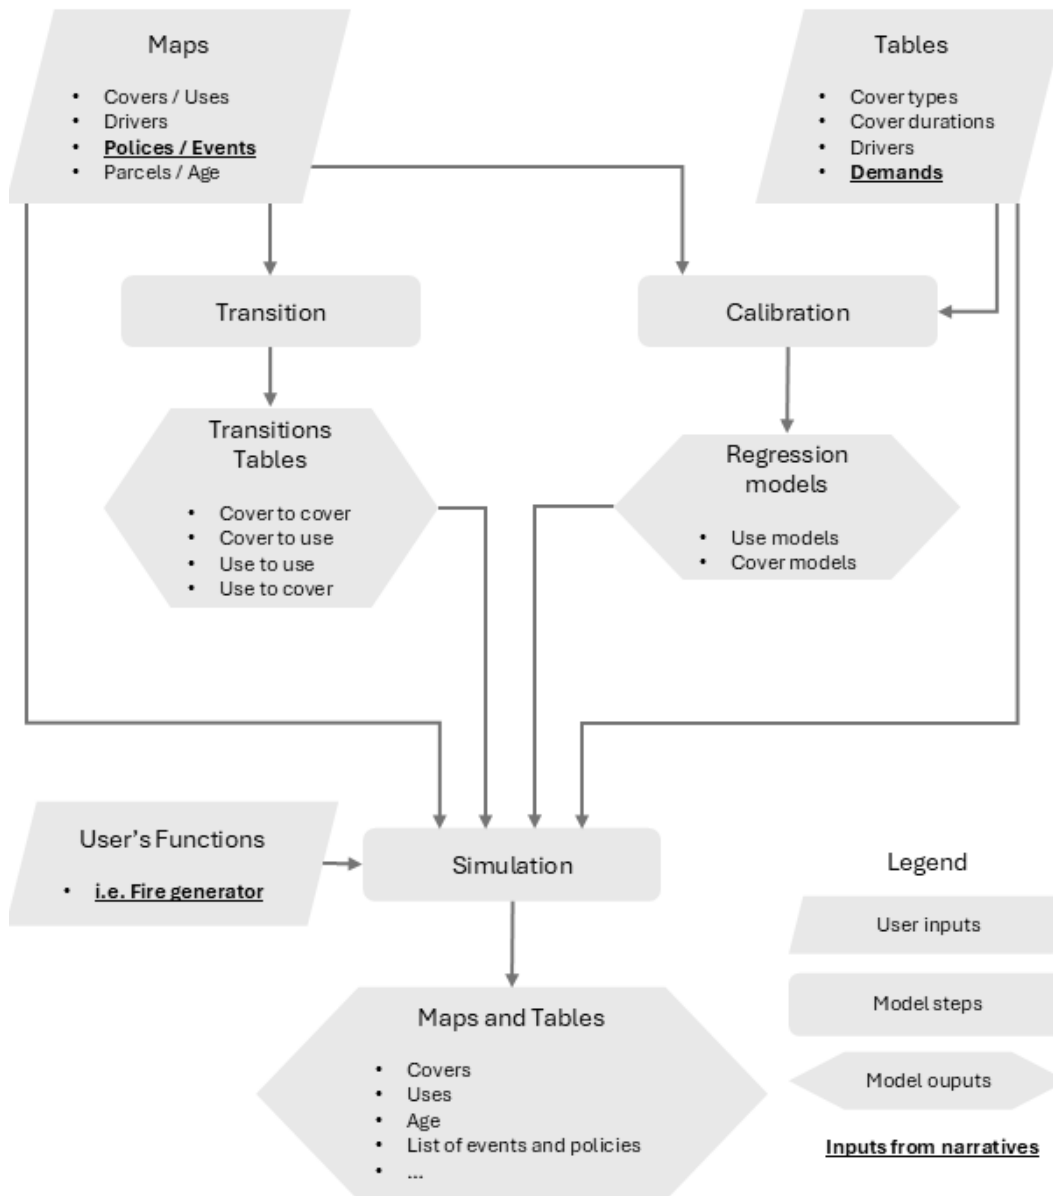 Maps
• Covers / Uses
• Drivers
• Polices / Events
• Parcels / Age
Tables
• Cover types
• Cover durations
• Drivers
• Demands
Transition
Calibration
Transitions
Tables
• Cover to cover
• Cover to use
• Use to use
• Use to cover
Regression
models
• Use models
• Cover models
User's Functions
• i.e. Fire generator
Simulation
Maps and Tables
• Covers
• Uses
• Age
• List of events and policies
• ...
Legend
User inputs
Model steps
Model ouputs
Inputs from narratives